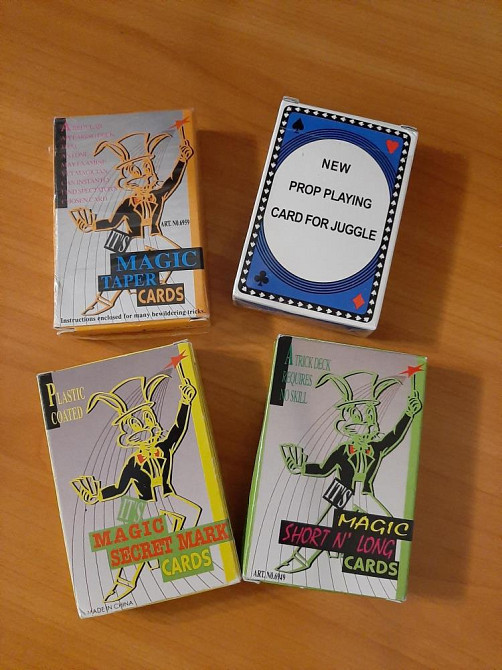 IT'S
MAGIC
TAPER
CARDS
ART. NO.6959
Instructions enclosed for many bewildering tricks.
NEW
PROP PLAYING
CARD FOR JUGGLE
PLASTIC
COATED
IT'S
MAGIC
SECRET MARK
CARDS
MADE IN CHINA
A TRICK DECK
REQUIRES
NO SKILL
IT'S
MAGIC
SHORT N' LONG
CARDS
ART. NO.6949